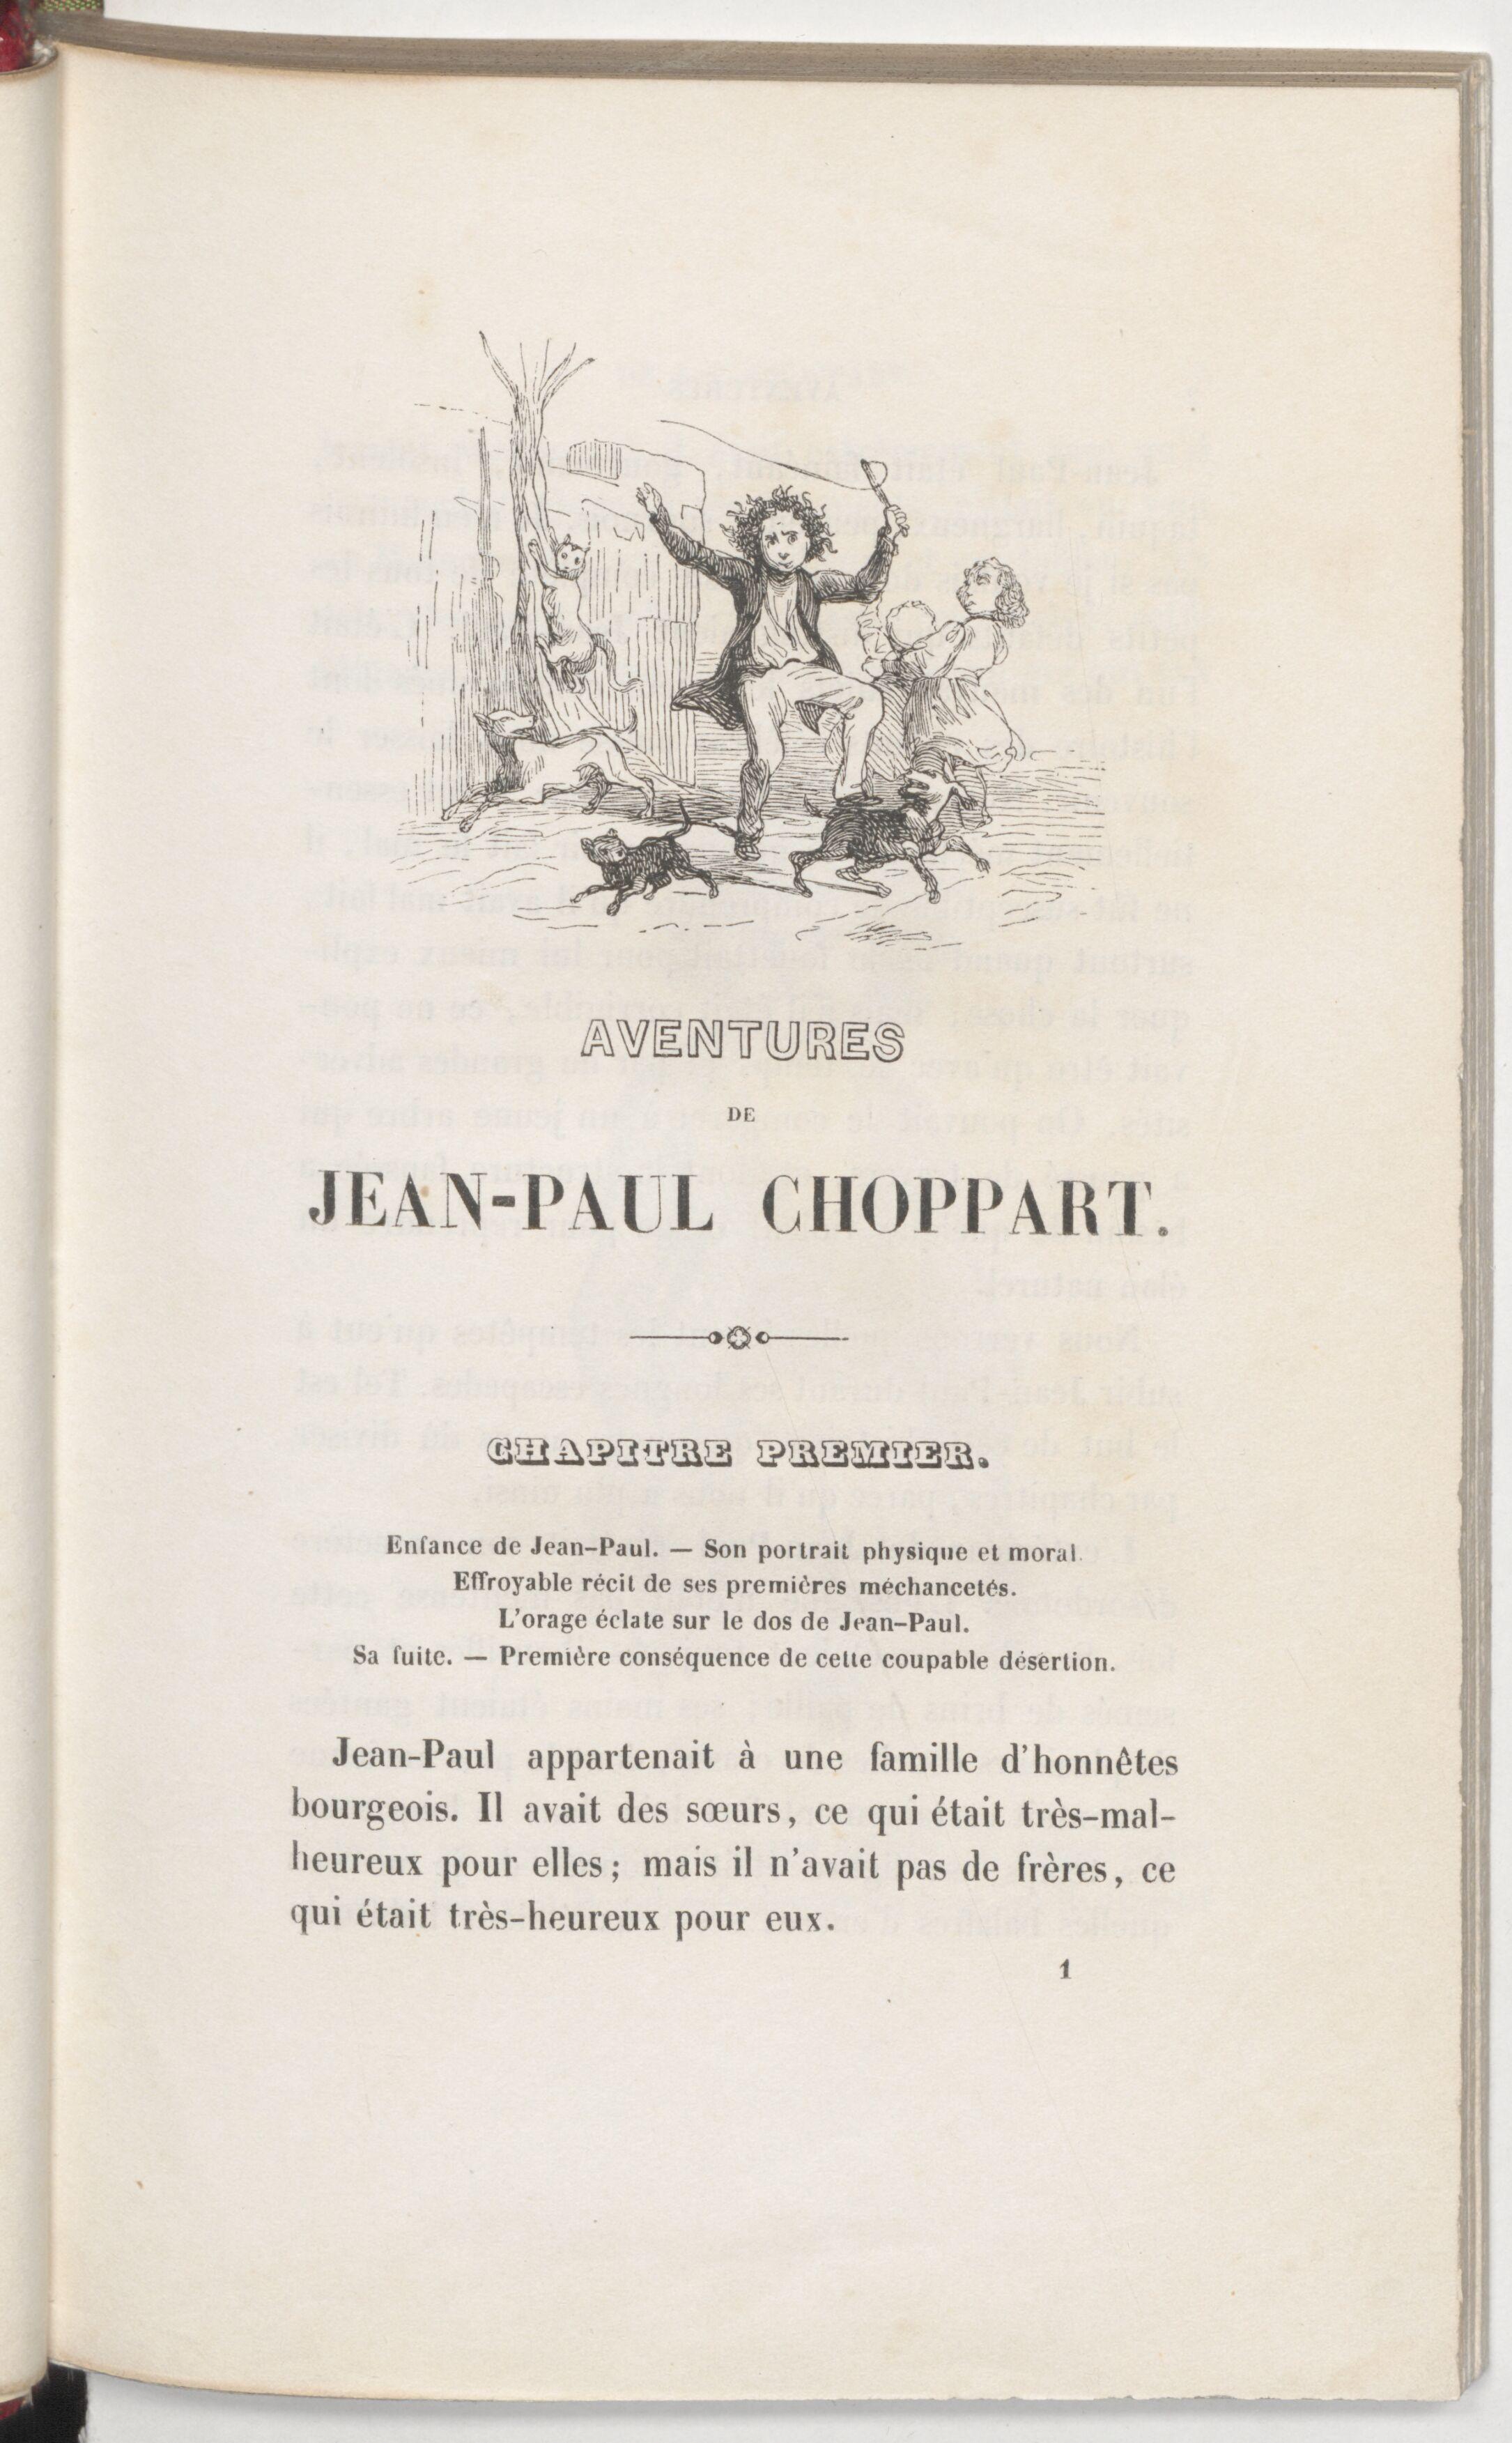 AVENTURES
DE
JEAN-PAUL CHOPPART.
CHAPITRE PREMIER.
Enfance de Jean-Paul. — Son portrait physique et moral.
Effroyable récit de ses premières méchancetés.
L'orage éclate sur le dos de Jean-Paul.
Sa fuite. — Première conséquence de cette coupable désertion.
Jean-Paul appartenait à une famille d'honnêtes
bourgeois. Il avait des sœurs, ce qui était très-mal-
heureux pour elles; mais il n'avait pas de frères, ce
qui était très-heureux pour eux.
1